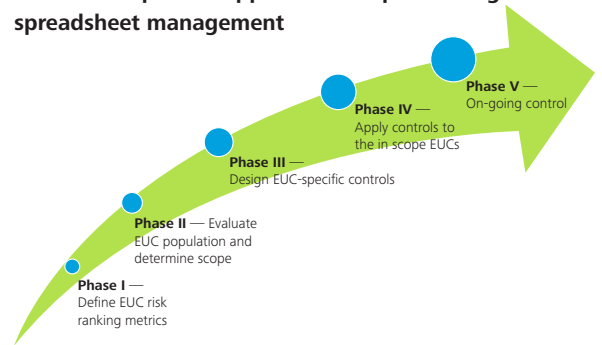 spreadsheet management
Phase V —
On-going control
Phase IV —
Apply controls to
the in scope EUCs
Phase III —
Design EUC-specific controls
Phase II — Evaluate
EUC population and
determine scope
Phase I —
Define EUC risk
ranking metrics